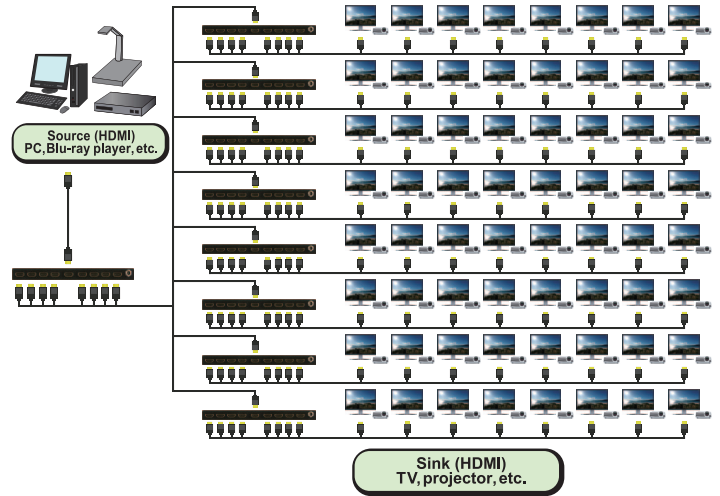 Source (HDMI)
PC,Blu-ray player, etc.
Sink (HDMI)
TV, projector, etc.